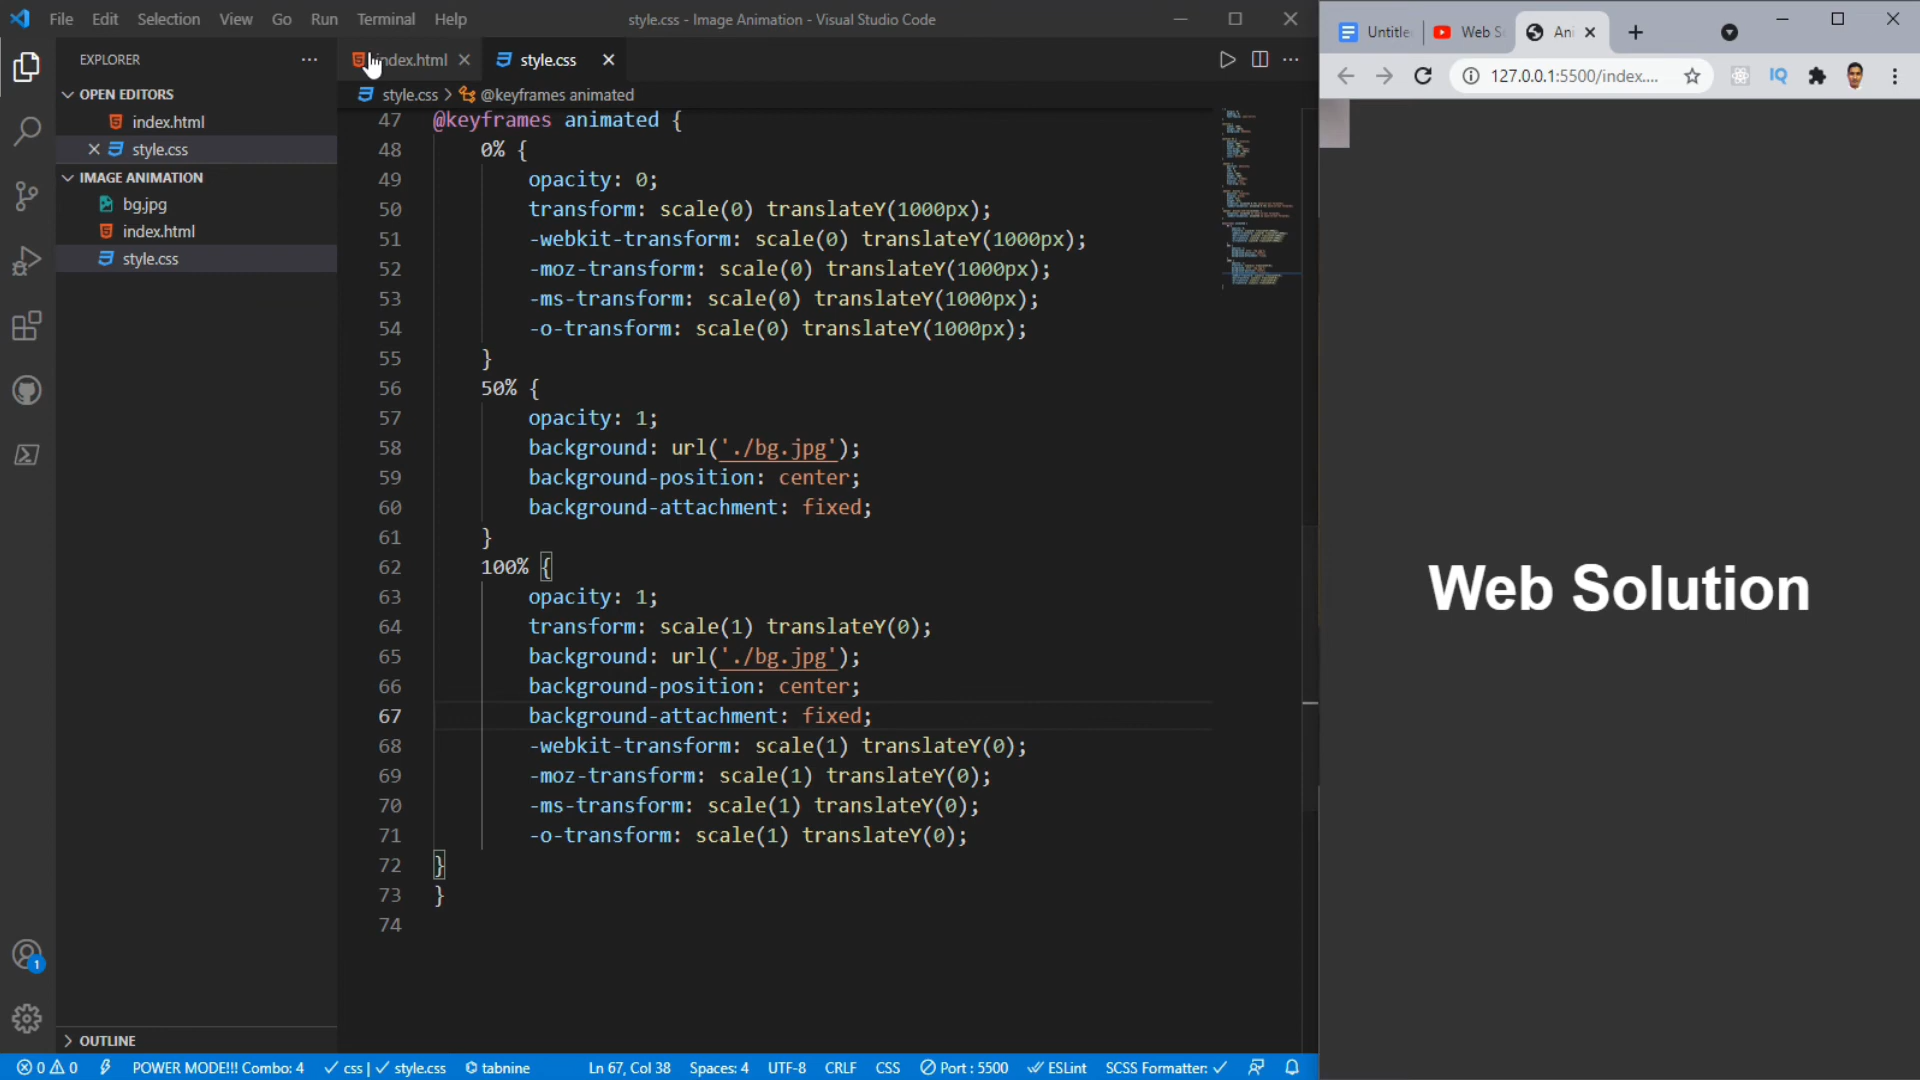 File Edit Selection View Go Run Terminal Help
style.css - Image Animation - Visual Studio Code
EXPLORER
OPEN EDITORS
index.html
style.css
IMAGE ANIMATION
bg.jpg
index.html
style.css
OUTLINE
index.html
style.css
style.css > @keyframes animated
47 @keyframes animated {
48 0% {
49 opacity: 0;
50 transform: scale(0) translateY(1000px);
51 -webkit-transform: scale(0) translateY(1000px);
52 -moz-transform: scale(0) translateY(1000px);
53 -ms-transform: scale(0) translateY(1000px);
54 -o-transform: scale(0) translateY(1000px);
55 }
56 50% {
57 opacity: 1;
58 background: url('./bg.jpg');
59 background-position: center;
60 background-attachment: fixed;
61 }
62 100% {
63 opacity: 1;
64 transform: scale(1) translateY(0);
65 background: url('./bg.jpg');
66 background-position: center;
67 background-attachment: fixed;
68 -webkit-transform: scale(1) translateY(0);
69 -moz-transform: scale(1) translateY(0);
70 -ms-transform: scale(1) translateY(0);
71 -o-transform: scale(1) translateY(0);
72 }
73 }
74
1
0 0 POWER MODE!!! Combo: 4 css | style.css tabnine Ln 67, Col 38 Spaces: 4 UTF-8 CRLF CSS Port : 5500 ESLint SCSS Formatter:
Untitle Web S Ani
127.0.0.1:5500/index.... IQ
Web Solution